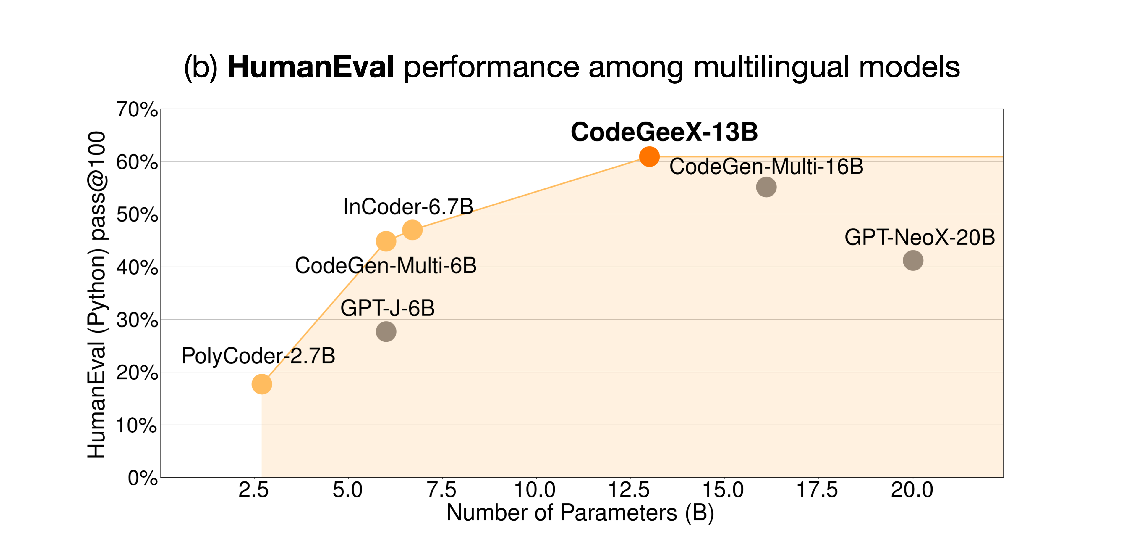 (b) HumanEval performance among multilingual models
HumanEval (Python) pass@100
70%
60%
50%
40%
30%
20%
10%
0%
CodeGeeX-13B
CodeGen-Multi-16B
InCoder-6.7B
GPT-NeoX-20B
CodeGen-Multi-6B
GPT-J-6B
PolyCoder-2.7B
2.5 5.0 7.5 10.0 12.5 15.0 17.5 20.0
Number of Parameters (B)